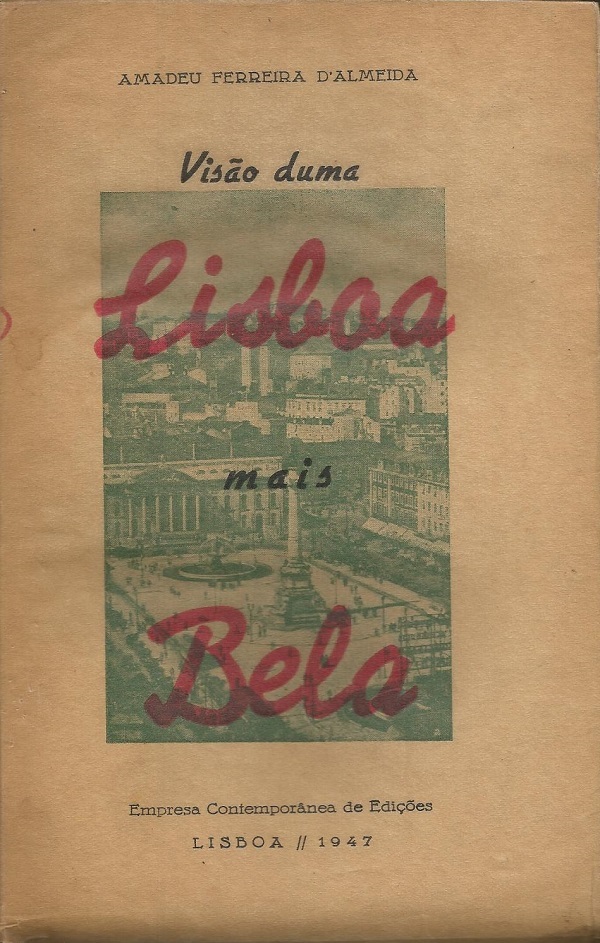 AMADEU FERREIRA D'ALMEIDA
Visão duma
Lisboa
mais
Bela
Empresa Contemporânea de Edições
LISBOA // 1947